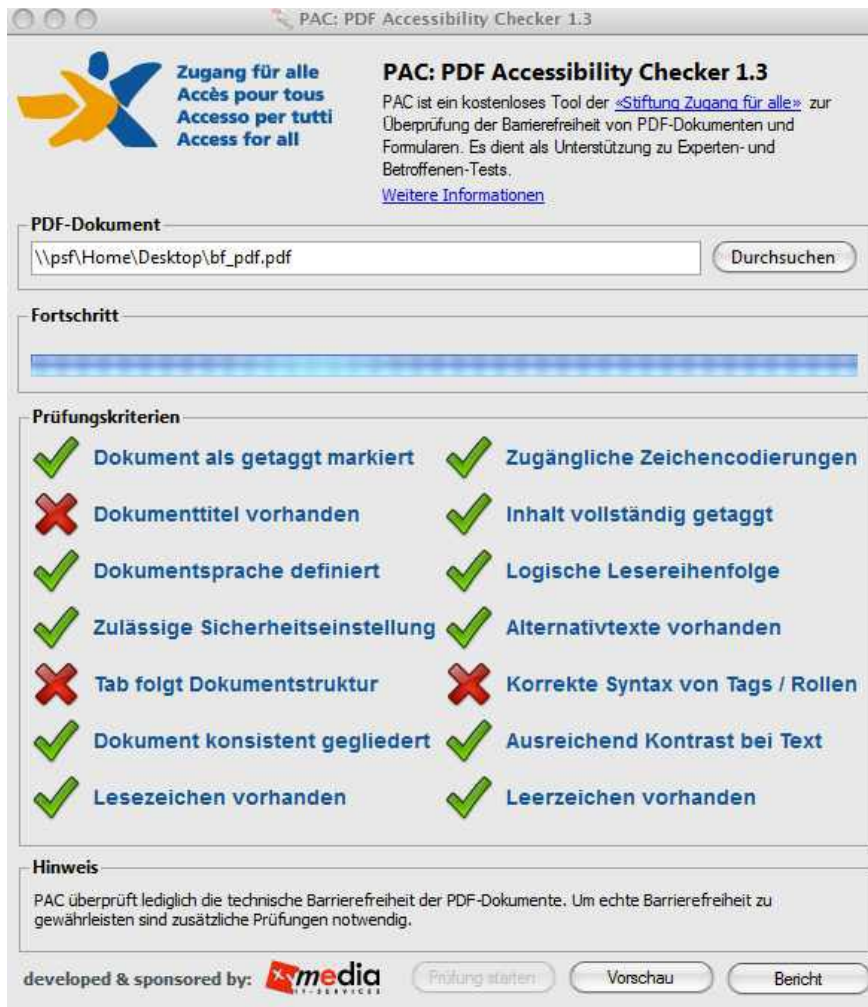 PAC: PDF Accessibility Checker 1.3
Zugang für alle
Accès pour tous
Accesso per tutti
Access for all
PAC: PDF Accessibility Checker 1.3
PAC ist ein kostenloses Tool der «Stiftung Zugang für alle» zur
Überprüfung der Barrierefreiheit von PDF-Dokumenten und
Formularen. Es dient als Unterstützung zu Experten- und
Betroffenen-Tests.
Weitere Informationen
PDF-Dokument
\\psf\Home\Desktop\bf_pdf.pdf
Durchsuchen
Fortschritt
Prüfungskriterien
Dokument als getaggt markiert
Zugängliche Zeichencodierungen
Dokumenttitel vorhanden
Inhalt vollständig getaggt
Dokumentsprache definiert
Logische Lesereihenfolge
Zulässige Sicherheitseinstellung
Alternativtexte vorhanden
Tab folgt Dokumentstruktur
Korrekte Syntax von Tags / Rollen
Dokument konsistent gegliedert
Ausreichend Kontrast bei Text
Lesezeichen vorhanden
Leerzeichen vorhanden
Hinweis
PAC überprüft lediglich die technische Barrierefreiheit der PDF-Dokumente. Um echte Barrierefreiheit zu
gewährleisten sind zusätzliche Prüfungen notwendig.
developed & sponsored by: xymedia
IT-SERVICES
Prüfung starten
Vorschau
Bericht